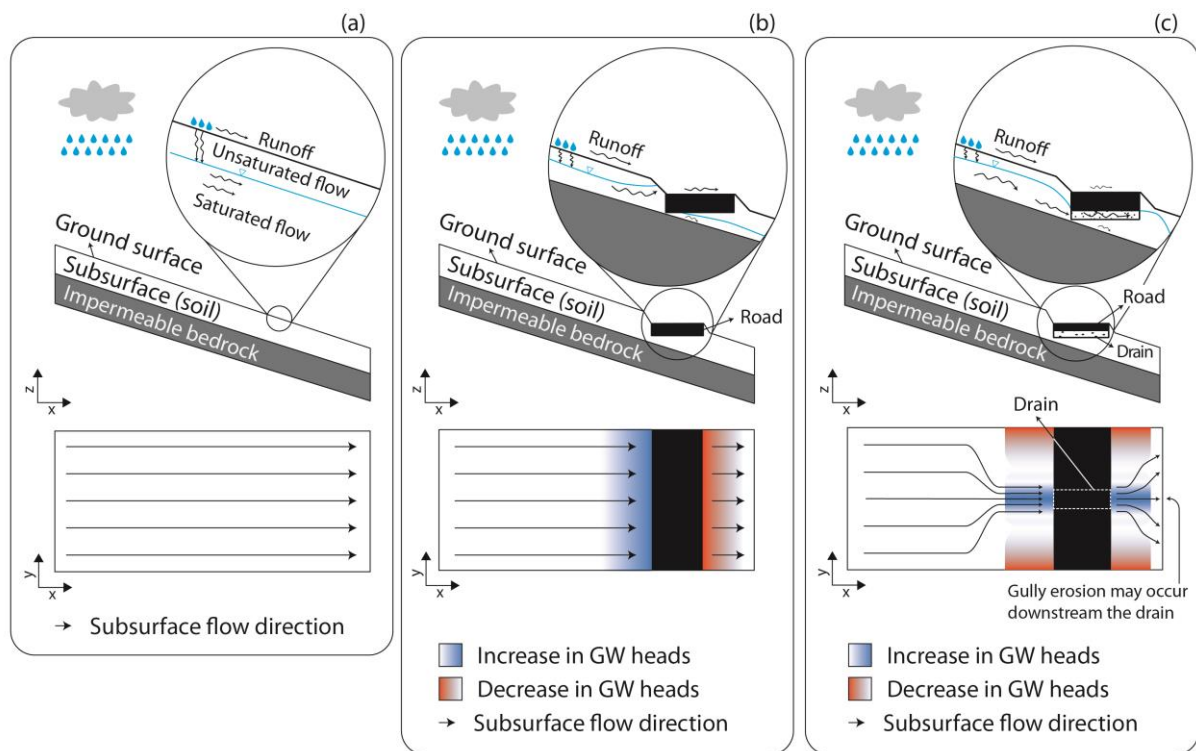 (a)
Runoff
Unsaturated flow
Saturated flow
Ground surface
Subsurface (soil)
Impermeable bedrock
z
x
y
x
Subsurface flow direction
(b)
Runoff
Ground surface
Subsurface (soil)
Impermeable bedrock
Road
z
x
y
x
Increase in GW heads
Decrease in GW heads
Subsurface flow direction
(c)
Runoff
Ground surface
Subsurface (soil)
Impermeable bedrock
Road
Drain
z
x
Drain
y
x
Gully erosion may occur
downstream the drain
Increase in GW heads
Decrease in GW heads
Subsurface flow direction